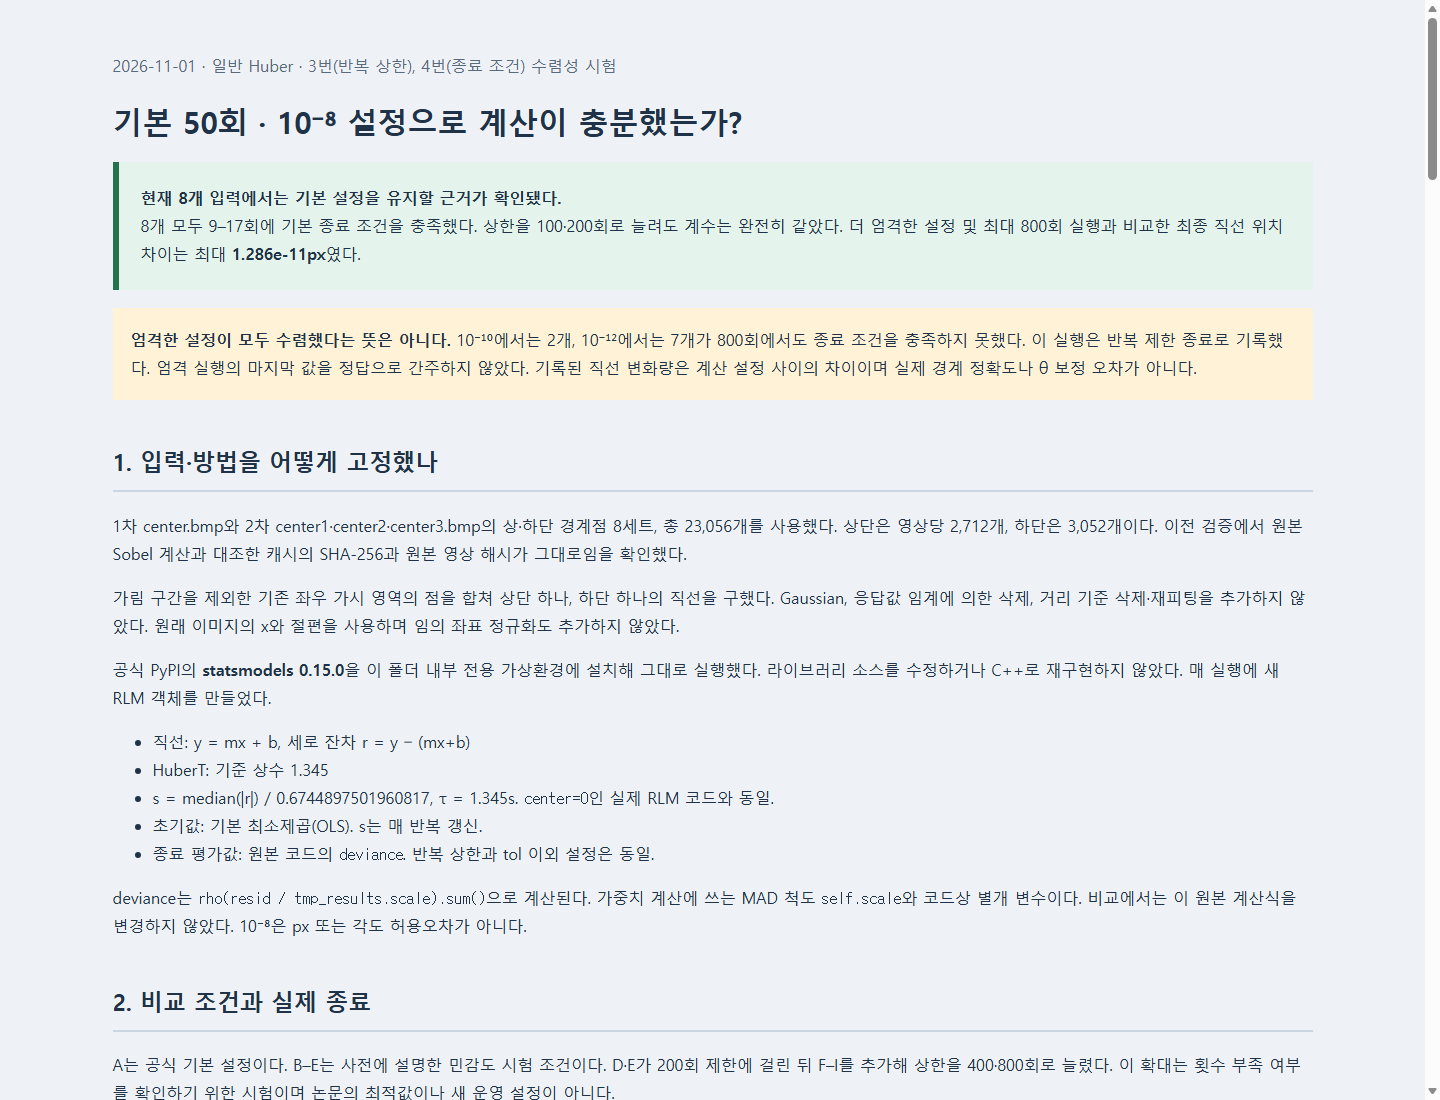 2026-11-01 · 일반 Huber · 3번(반복 상한), 4번(종료 조건) 수렴성 시험
기본 50회 · 10⁻⁸ 설정으로 계산이 충분했는가?
현재 8개 입력에서는 기본 설정을 유지할 근거가 확인됐다.
8개 모두 9–17회에 기본 종료 조건을 충족했다. 상한을 100·200회로 늘려도 계수는 완전히 같았다. 더 엄격한 설정 및 최대 800회 실행과 비교한 최종 직선 위치
차이는 최대 1.286e-11px였다.
엄격한 설정이 모두 수렴했다는 뜻은 아니다. 10⁻¹⁰에서는 2개, 10⁻¹²에서는 7개가 800회에서도 종료 조건을 충족하지 못했다. 이 실행은 반복 제한 종료로 기록했
다. 엄격 실행의 마지막 값을 정답으로 간주하지 않았다. 기록된 직선 변화량은 계산 설정 사이의 차이이며 실제 경계 정확도나 θ 보정 오차가 아니다.
1. 입력·방법을 어떻게 고정했나
1차 center.bmp와 2차 center1·center2·center3.bmp의 상·하단 경계점 8세트, 총 23,056개를 사용했다. 상단은 영상당 2,712개, 하단은 3,052개이다. 이전 검증에서 원본
Sobel 계산과 대조한 캐시의 SHA-256과 원본 영상 해시가 그대로임을 확인했다.
가림 구간을 제외한 기존 좌우 가시 영역의 점을 합쳐 상단 하나, 하단 하나의 직선을 구했다. Gaussian, 응답값 임계에 의한 삭제, 거리 기준 삭제·재피팅을 추가하지 않
았다. 원래 이미지의 x와 절편을 사용하며 임의 좌표 정규화도 추가하지 않았다.
공식 PyPI의 statsmodels 0.15.0을 이 폴더 내부 전용 가상환경에 설치해 그대로 실행했다. 라이브러리 소스를 수정하거나 C++로 재구현하지 않았다. 매 실행에 새
RLM 객체를 만들었다.
• 직선: y = mx + b, 세로 잔차 r = y − (mx+b)
• HuberT: 기준 상수 1.345
• s = median(|r|) / 0.6744897501960817, τ = 1.345s. center=0인 실제 RLM 코드와 동일.
• 초기값: 기본 최소제곱(OLS). s는 매 반복 갱신.
• 종료 평가값: 원본 코드의 deviance. 반복 상한과 tol 이외 설정은 동일.
deviance는 rho(resid / tmp_results.scale).sum()으로 계산된다. 가중치 계산에 쓰는 MAD 척도 self.scale와 코드상 별개 변수이다. 비교에서는 이 원본 계산식을
변경하지 않았다. 10⁻⁸은 px 또는 각도 허용오차가 아니다.
2. 비교 조건과 실제 종료
A는 공식 기본 설정이다. B–E는 사전에 설명한 민감도 시험 조건이다. D·E가 200회 제한에 걸린 뒤 F–I를 추가해 상한을 400·800회로 늘렸다. 이 확대는 횟수 부족 여부
를 확인하기 위한 시험이며 논문의 최적값이나 새 운영 설정이 아니다.